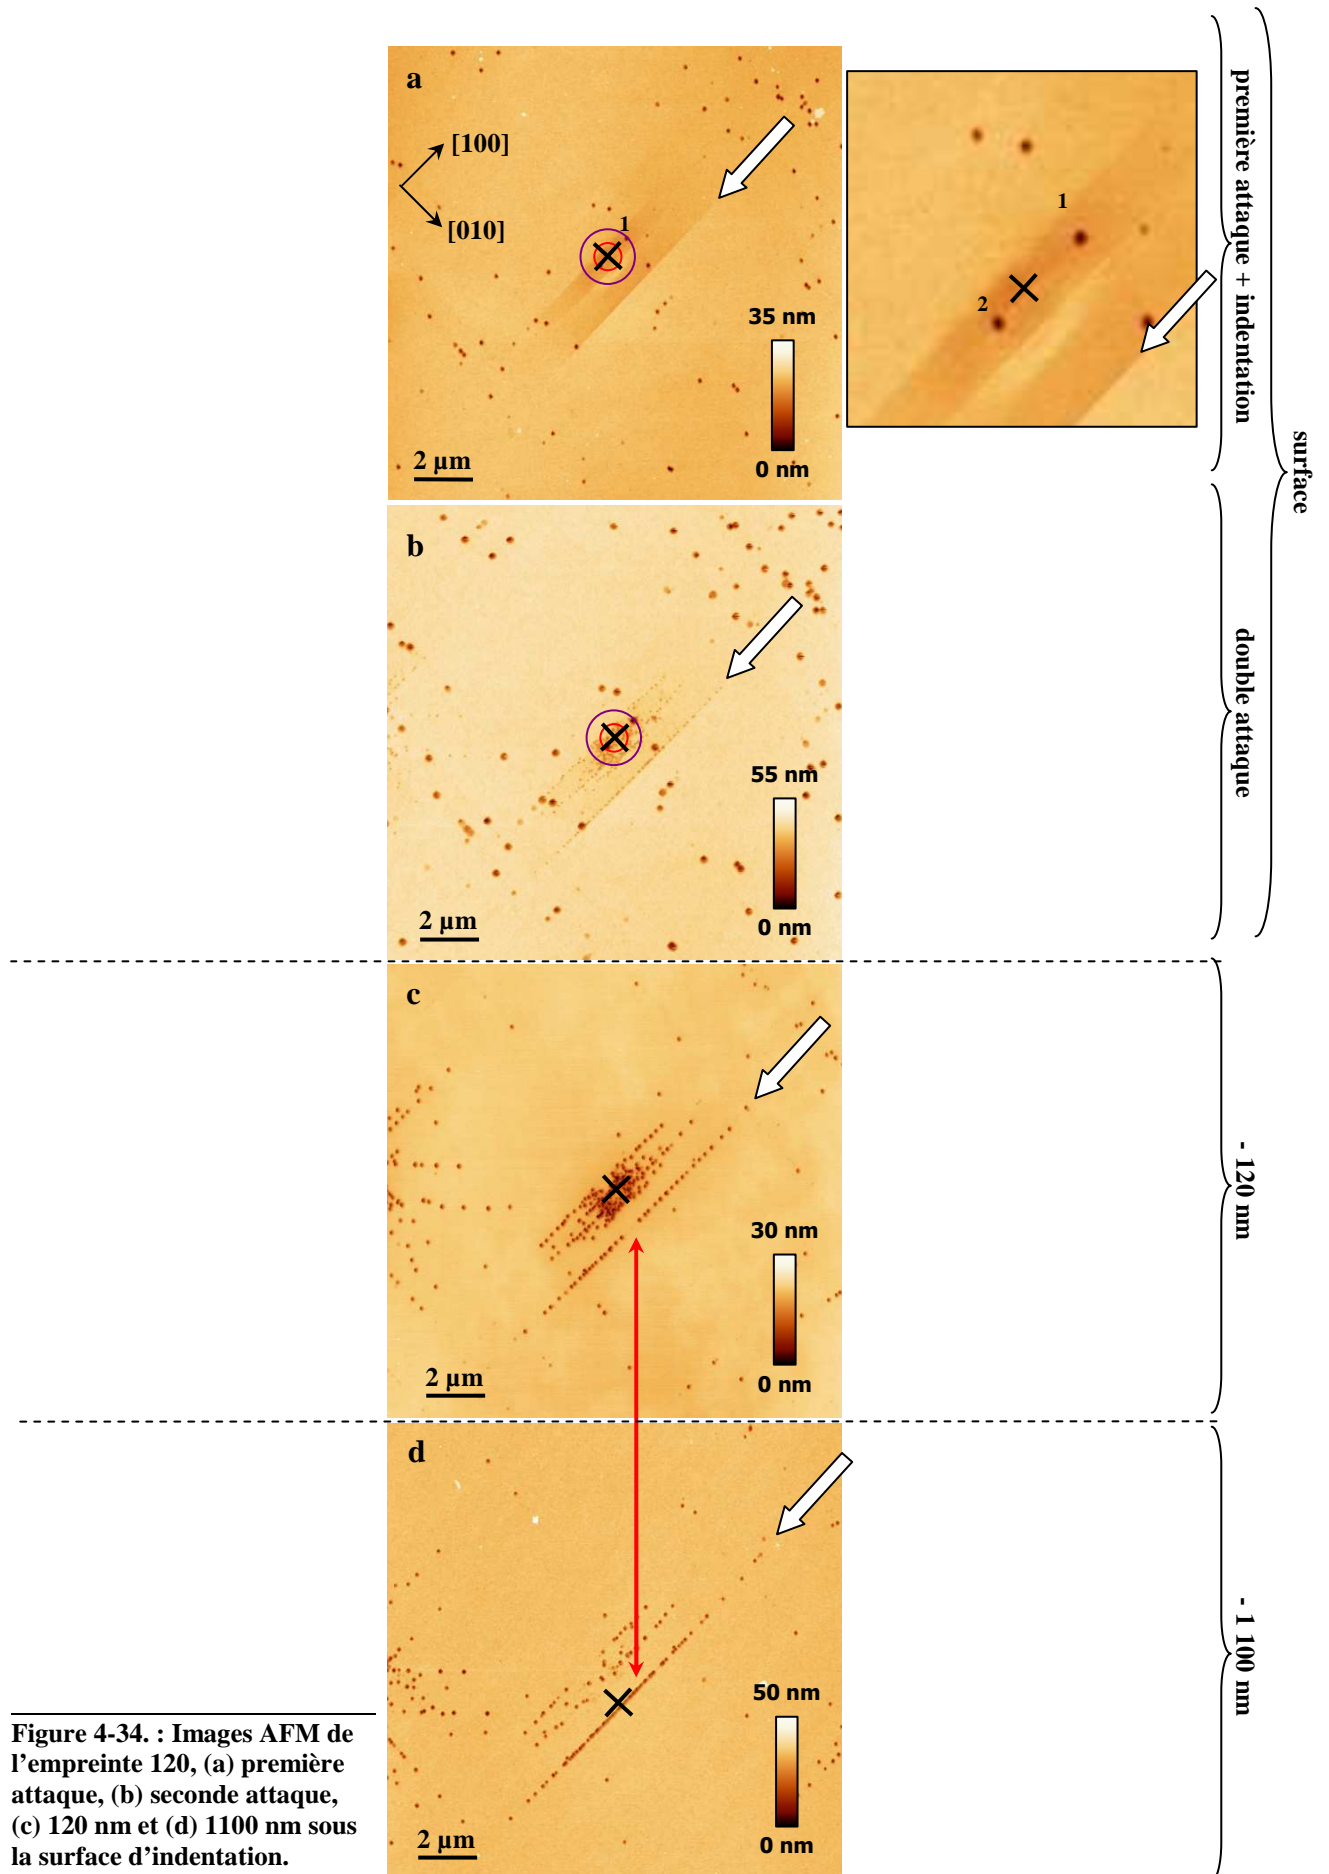 a
[100]
[010]
1
35 nm
0 nm
2 µm
1
2
première attaque + indentation
surface
b
55 nm
0 nm
2 µm
double attaque
c
30 nm
0 nm
2 µm
- 120 nm
d
50 nm
0 nm
2 µm
- 1 100 nm
Figure 4-34. : Images AFM de
l’empreinte 120, (a) première
attaque, (b) seconde attaque,
(c) 120 nm et (d) 1100 nm sous
la surface d’indentation.